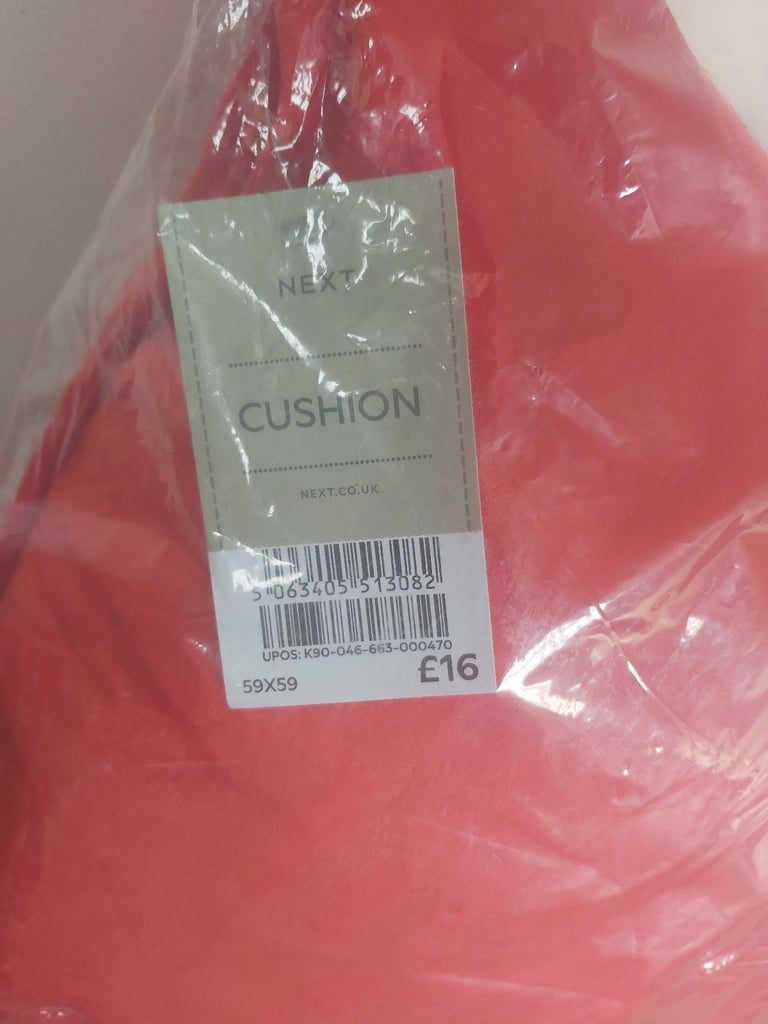 NEXT
CUSHION
NEXT.CO.UK
5 063405 513082
UPOS: K90-046-663-000470
59X59
£16